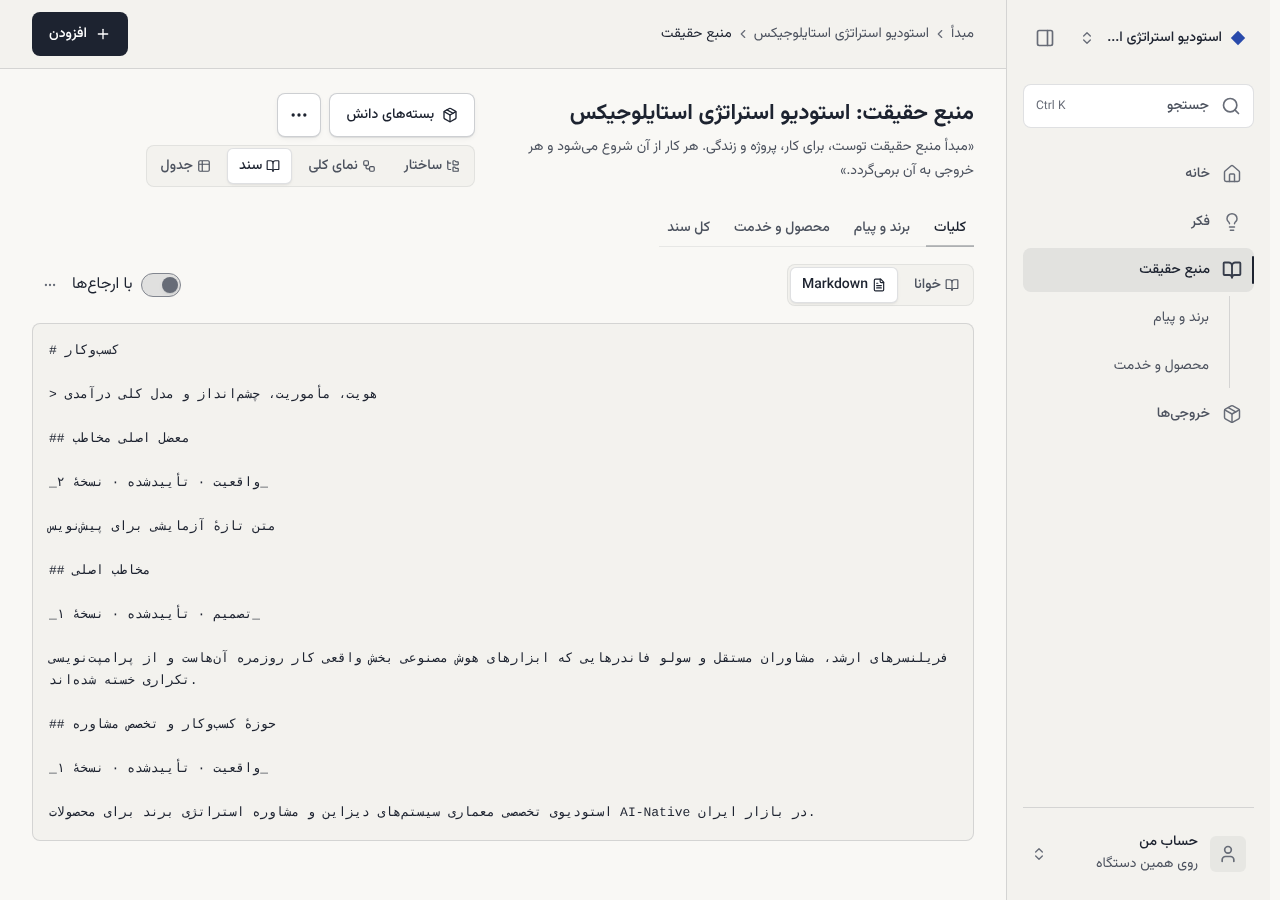 استودیو استراتژی ا...
جستجو
Ctrl K
خانه
فکر
منبع حقیقت
برند و پیام
محصول و خدمت
خروجی‌ها
حساب من
روی همین دستگاه
مبدأ › استودیو استراتژی استایلوجیکس › منبع حقیقت
+ افزودن
منبع حقیقت: استودیو استراتژی استایلوجیکس
«مبدأ منبع حقیقت توست، برای کار، پروژه و زندگی. هر کار از آن شروع می‌شود و هر
خروجی به آن برمی‌گردد.»
بسته‌های دانش
...
ساختار
نمای کلی
سند
جدول
کلیات
برند و پیام
محصول و خدمت
کل سند
خوانا
Markdown
با ارجاع‌ها
...
# کسب‌وکار
> هویت، مأموریت، چشم‌انداز و مدل کلی درآمدی
## معضل اصلی مخاطب
_واقعیت · تأییدشده · نسخهٔ ۲_
متن تازهٔ آزمایشی برای پیش‌نویس
## مخاطب اصلی
_تصمیم · تأییدشده · نسخهٔ ۱_
فریلنسرهای ارشد، مشاوران مستقل و سولو فاندرهایی که ابزارهای هوش مصنوعی بخش واقعی کار روزمره آن‌هاست و از پرامپت‌نویسی
تکراری خسته شده‌اند.
## حوزهٔ کسب‌وکار و تخصص مشاوره
_واقعیت · تأییدشده · نسخهٔ ۱_
استودیوی تخصصی معماری سیستم‌های دیزاین و مشاوره استراتژی برند برای محصولات AI-Native در بازار ایران.